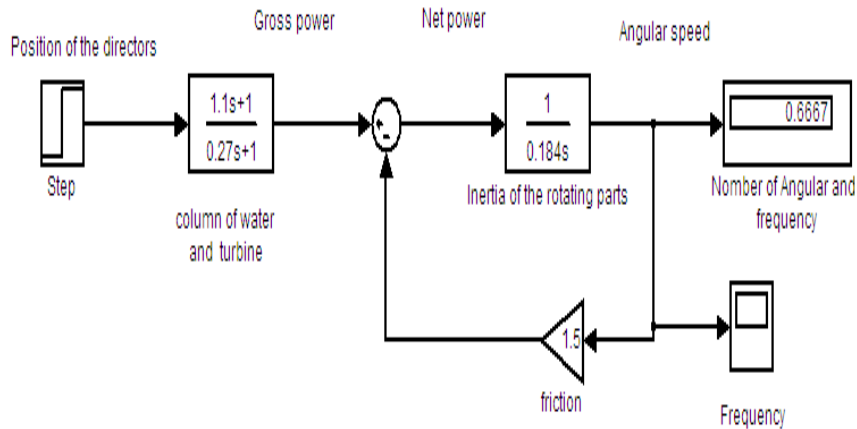 Gross power
Net power
Angular speed
Position of the directors
1.1s+1
0.27s+1
1
0.184s
0.6667
Step
Inertia of the rotating parts
Nomber of Angular and
frequency
column of water
and turbine
1.5
friction
Frequency